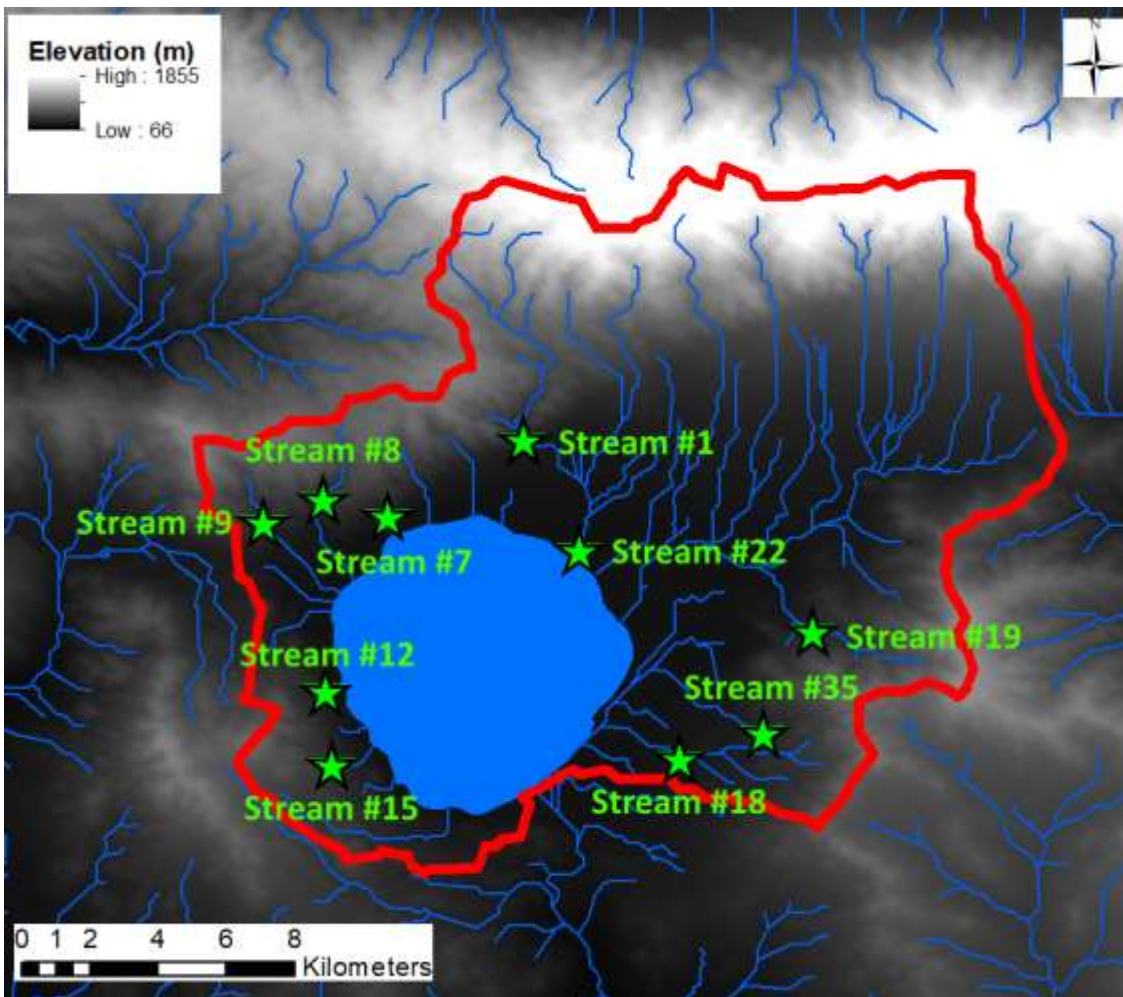 Elevation (m)
High : 1855
Low : 66
N
Stream #8
Stream #1
Stream #9
Stream #7
Stream #22
Stream #12
Stream #19
Stream #35
Stream #15
Stream #18
0 1 2 4 6 8
Kilometers